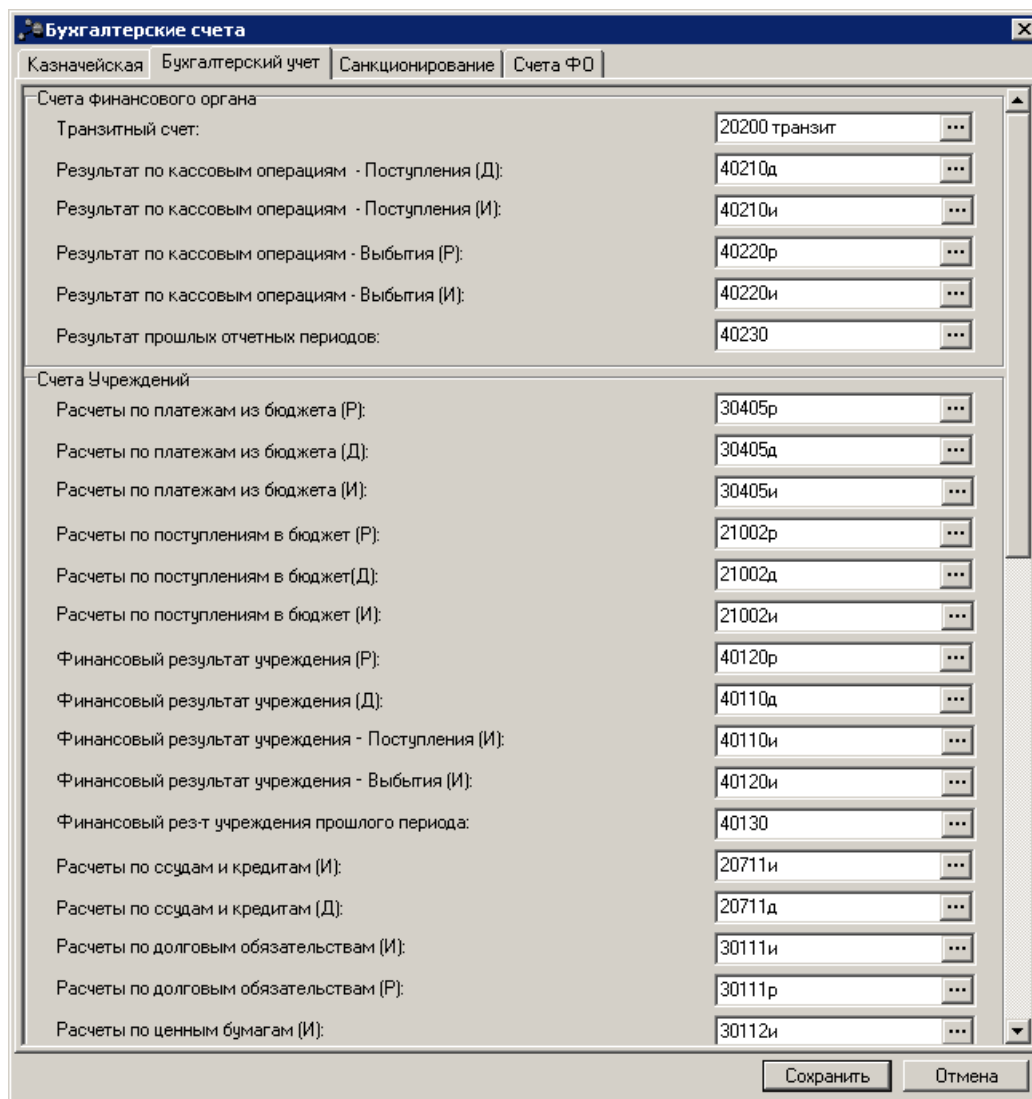 Бухгалтерские счета
Казначейская Бухгалтерский учет Санкционирование Счета ФО
Счета финансового органа
Транзитный счет: 20200 транзит ...
Результат по кассовым операциям - Поступления (Д): 40210д ...
Результат по кассовым операциям - Поступления (И): 40210и ...
Результат по кассовым операциям - Выбытия (Р): 40220р ...
Результат по кассовым операциям - Выбытия (И): 40220и ...
Результат прошлых отчетных периодов: 40230 ...
Счета Учреждений
Расчеты по платежам из бюджета (Р): 30405р ...
Расчеты по платежам из бюджета (Д): 30405д ...
Расчеты по платежам из бюджета (И): 30405и ...
Расчеты по поступлениям в бюджет (Р): 21002р ...
Расчеты по поступлениям в бюджет(Д): 21002д ...
Расчеты по поступлениям в бюджет (И): 21002и ...
Финансовый результат учреждения (Р): 40120р ...
Финансовый результат учреждения (Д): 40110д ...
Финансовый результат учреждения - Поступления (И): 40110и ...
Финансовый результат учреждения - Выбытия (И): 40120и ...
Финансовый рез-т учреждения прошлого периода: 40130 ...
Расчеты по ссудам и кредитам (И): 20711и ...
Расчеты по ссудам и кредитам (Д): 20711д ...
Расчеты по долговым обязательствам (И): 30111и ...
Расчеты по долговым обязательствам (Р): 30111р ...
Расчеты по ценным бумагам (И): 30112и ...
Сохранить Отмена